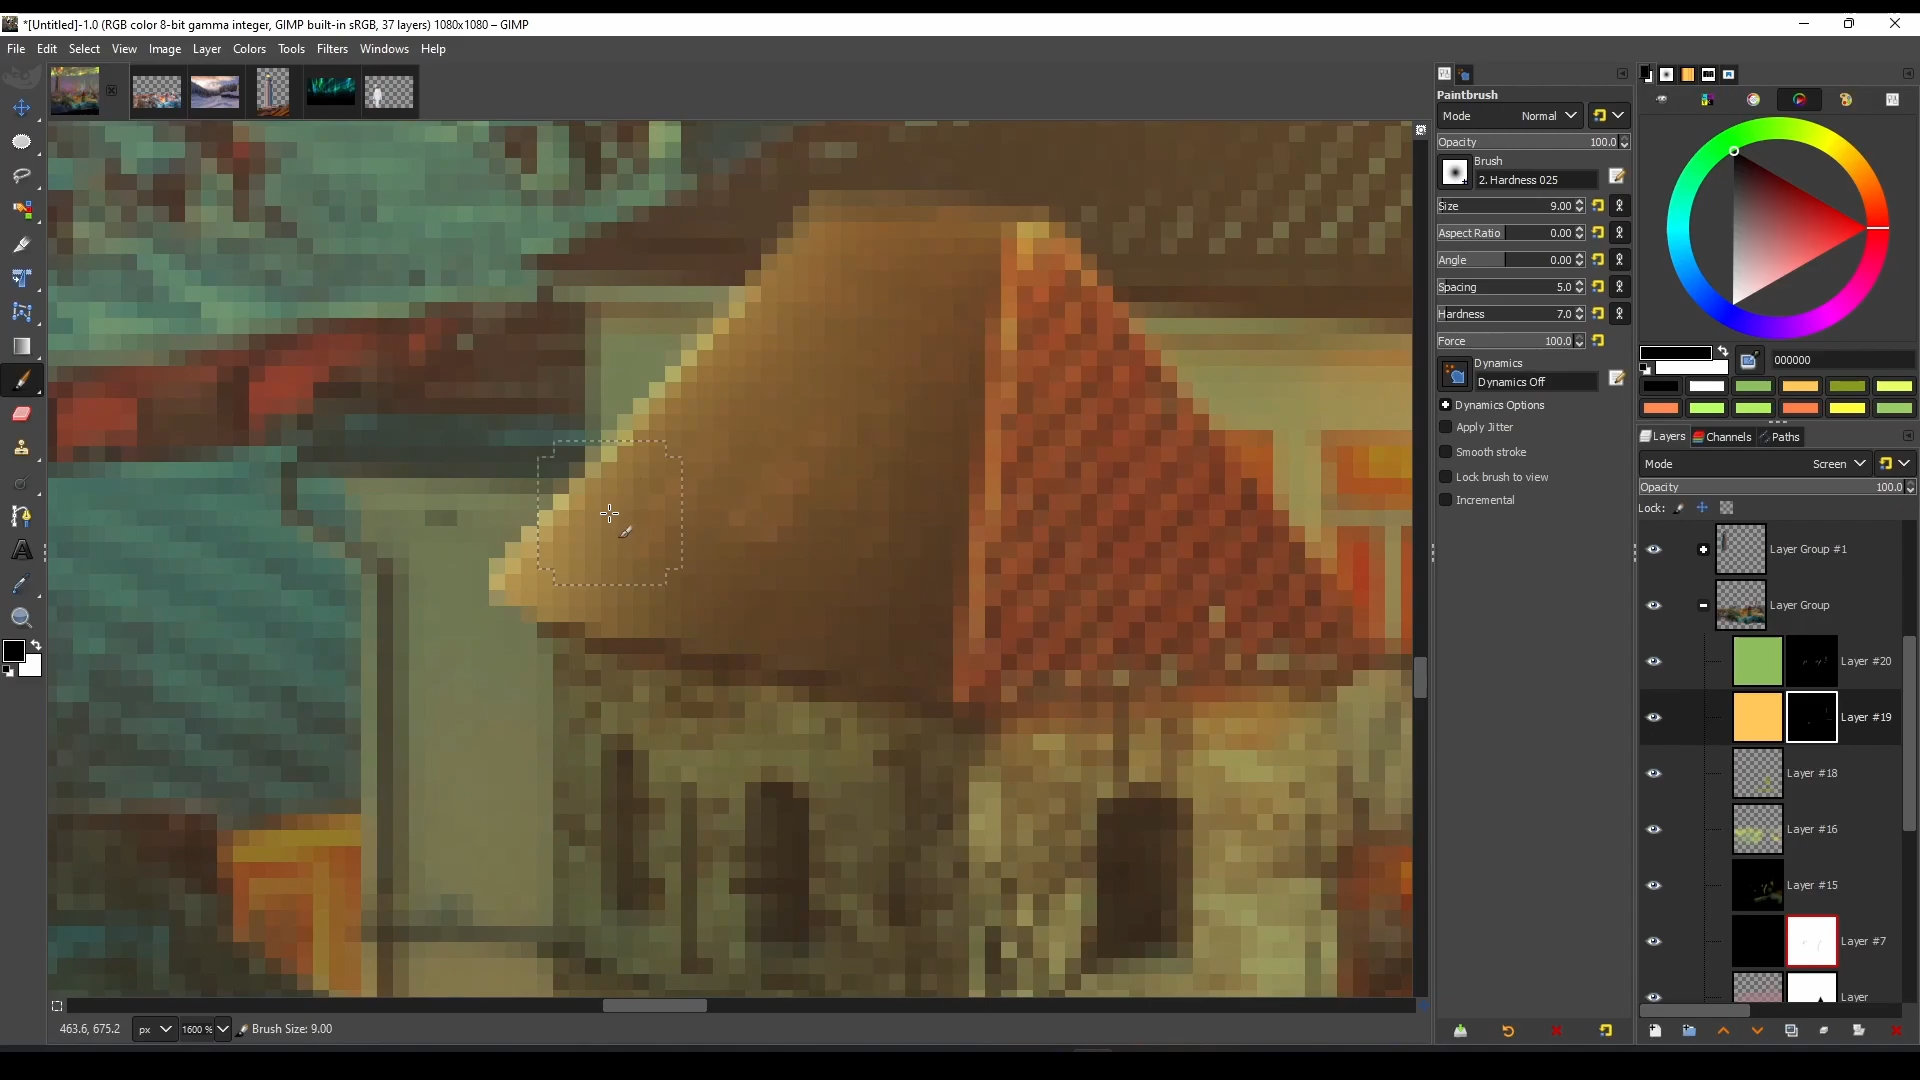 *[Untitled]-1.0 (RGB color 8-bit gamma integer, GIMP built-in sRGB, 37 layers) 1080x1080 – GIMP
File Edit Select View Image Layer Colors Tools Filters Windows Help
Paintbrush
Mode Normal
Opacity 100.0
Brush
2. Hardness 025
Size 9.00
Aspect Ratio 0.00
Angle 0.00
Spacing 5.0
Hardness 7.0
Force 100.0
Dynamics
Dynamics Off
Dynamics Options
Apply Jitter
Smooth stroke
Lock brush to view
Incremental
000000
Layers Channels Paths
Mode Screen
Opacity 100.0
Lock:
Layer Group #1
Layer Group
Layer #20
Layer #19
Layer #18
Layer #16
Layer #15
Layer #7
Layer
463.6, 675.2 px 1600 % Brush Size: 9.00